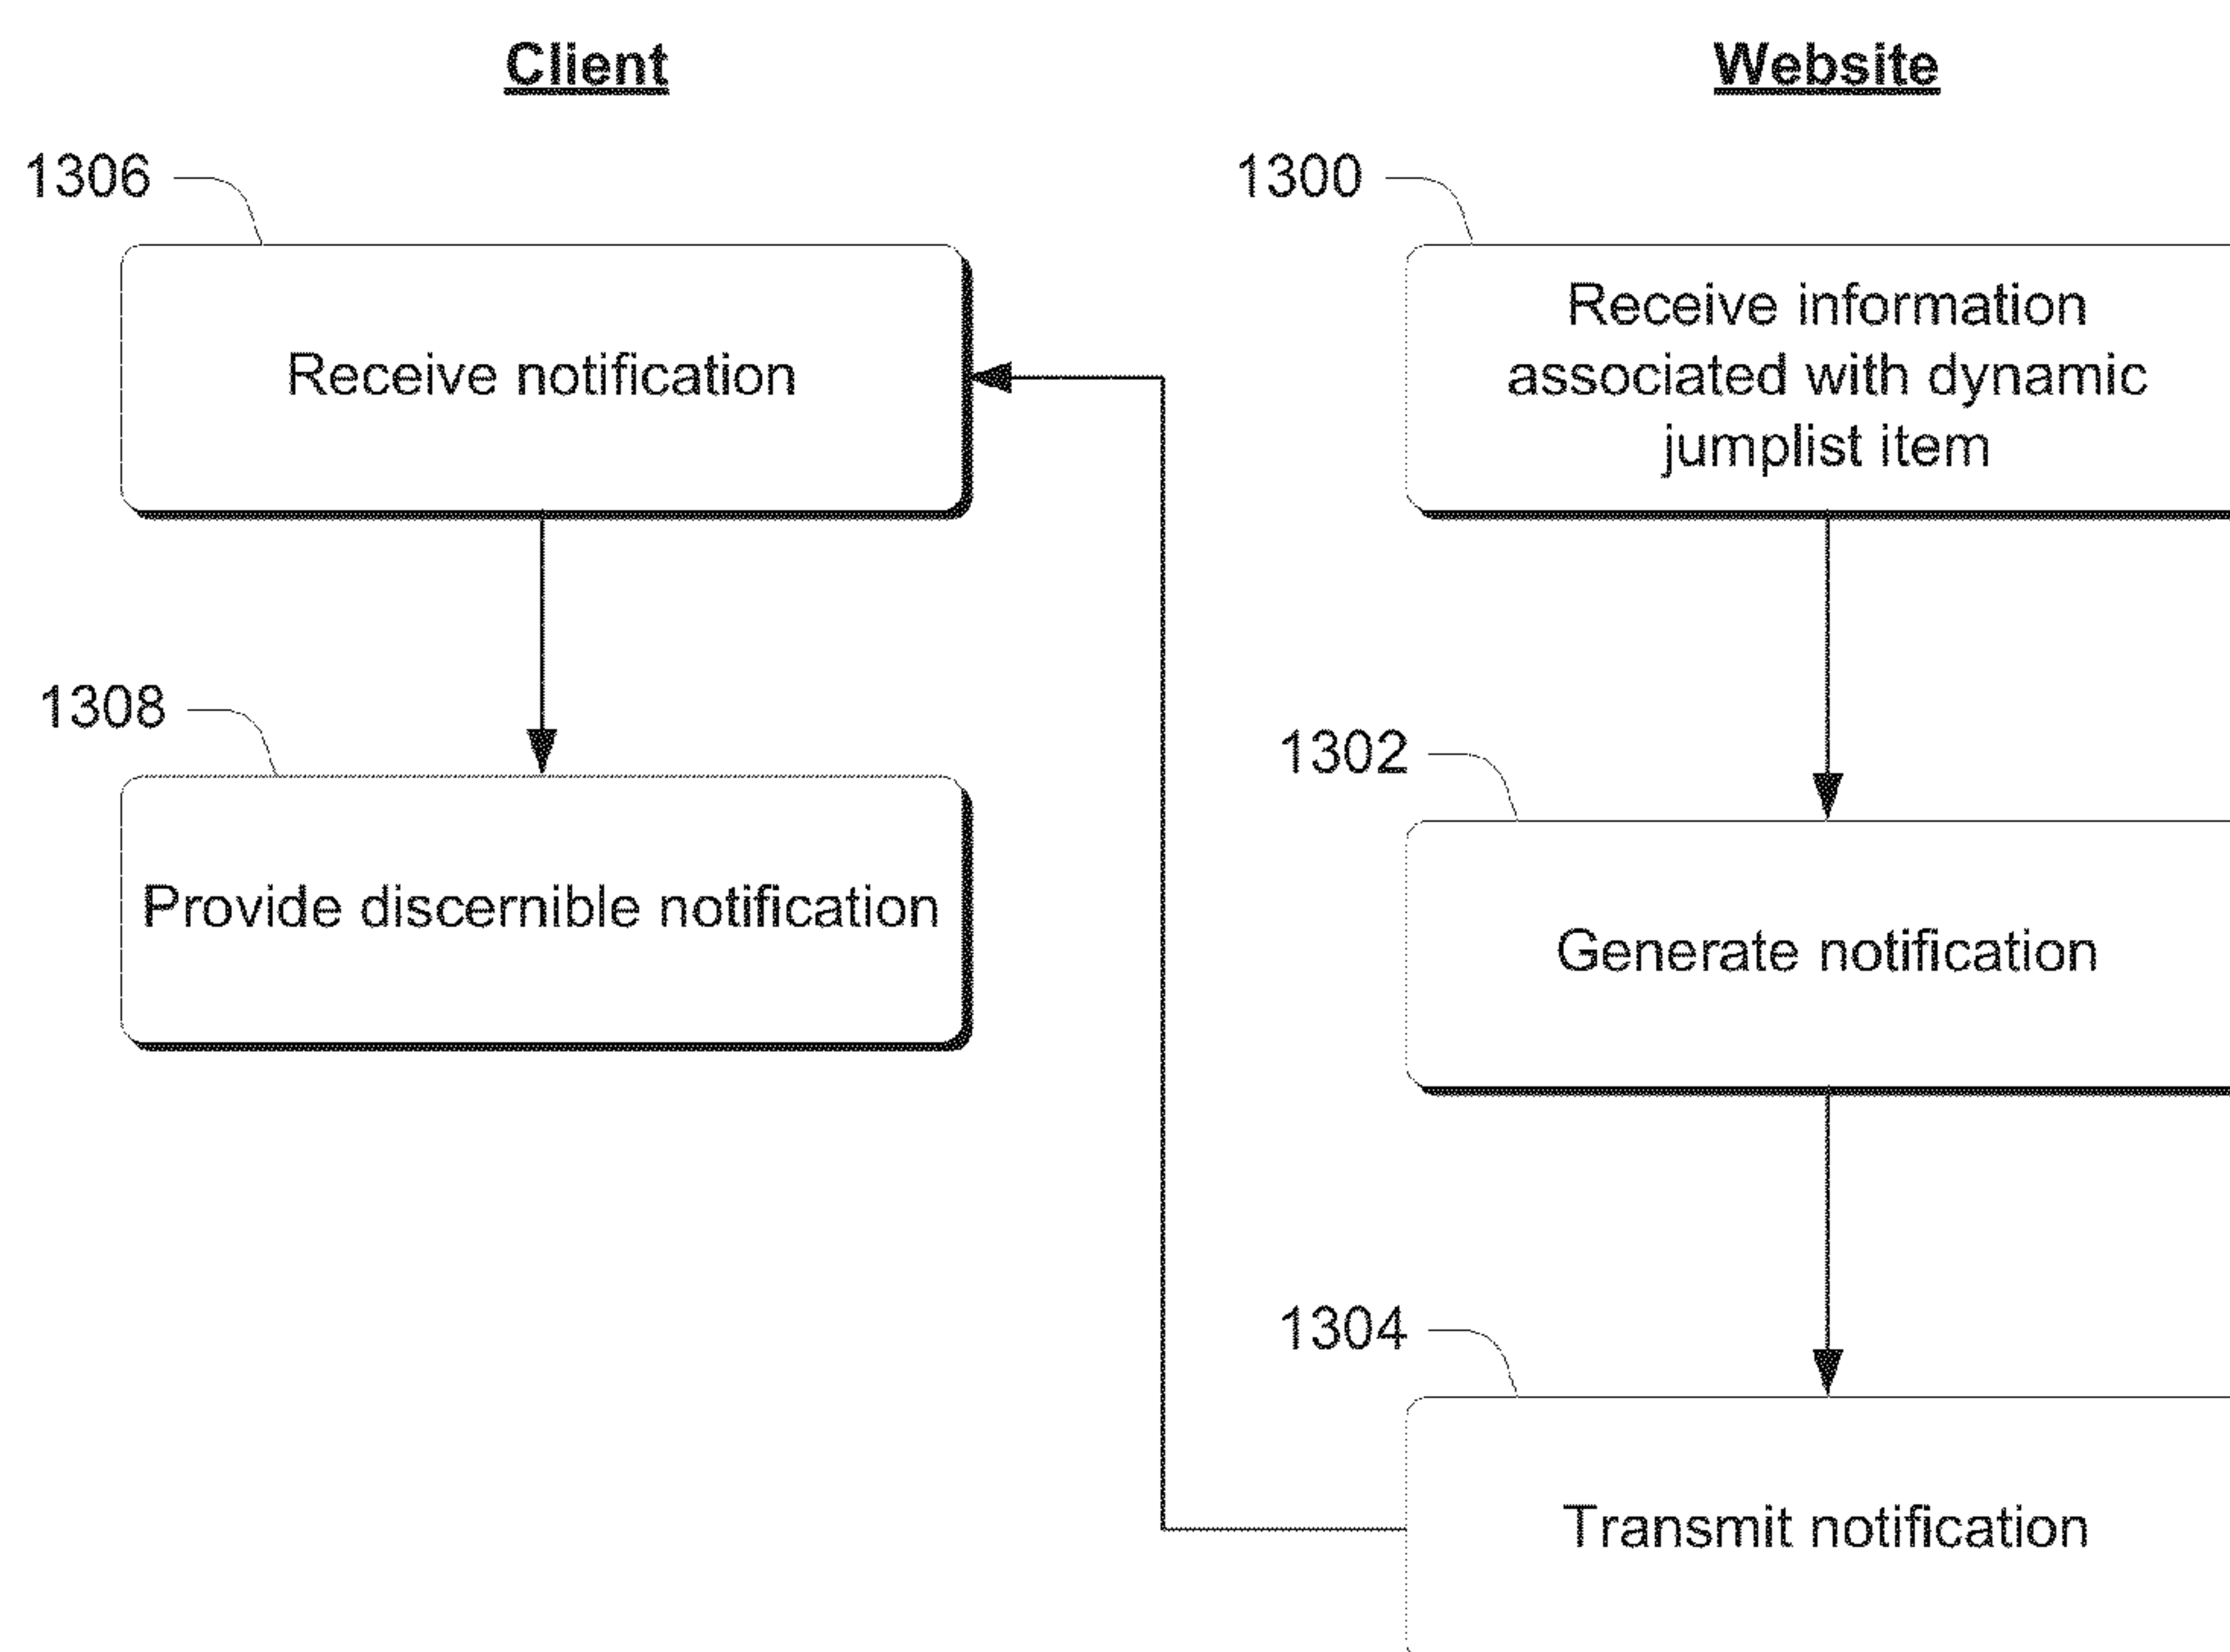 Client
1306
Receive notification
1308
Provide discernible notification
Website
1300
Receive information
associated with dynamic
jumplist item
1302
Generate notification
1304
Transmit notification